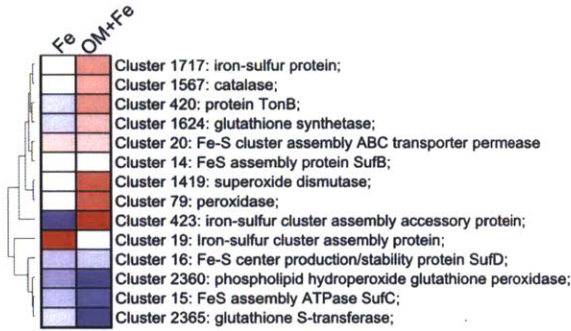 Fe OM+Fe
Cluster 1717: iron-sulfur protein;
Cluster 1567: catalase;
Cluster 420: protein TonB;
Cluster 1624: glutathione synthetase;
Cluster 20: Fe-S cluster assembly ABC transporter permease
Cluster 14: FeS assembly protein SufB;
Cluster 1419: superoxide dismutase;
Cluster 79: peroxidase;
Cluster 423: iron-sulfur cluster assembly accessory protein;
Cluster 19: Iron-sulfur cluster assembly protein;
Cluster 16: Fe-S center production/stability protein SufD;
Cluster 2360: phospholipid hydroperoxide glutathione peroxidase;
Cluster 15: FeS assembly ATPase SufC;
Cluster 2365: glutathione S-transferase;